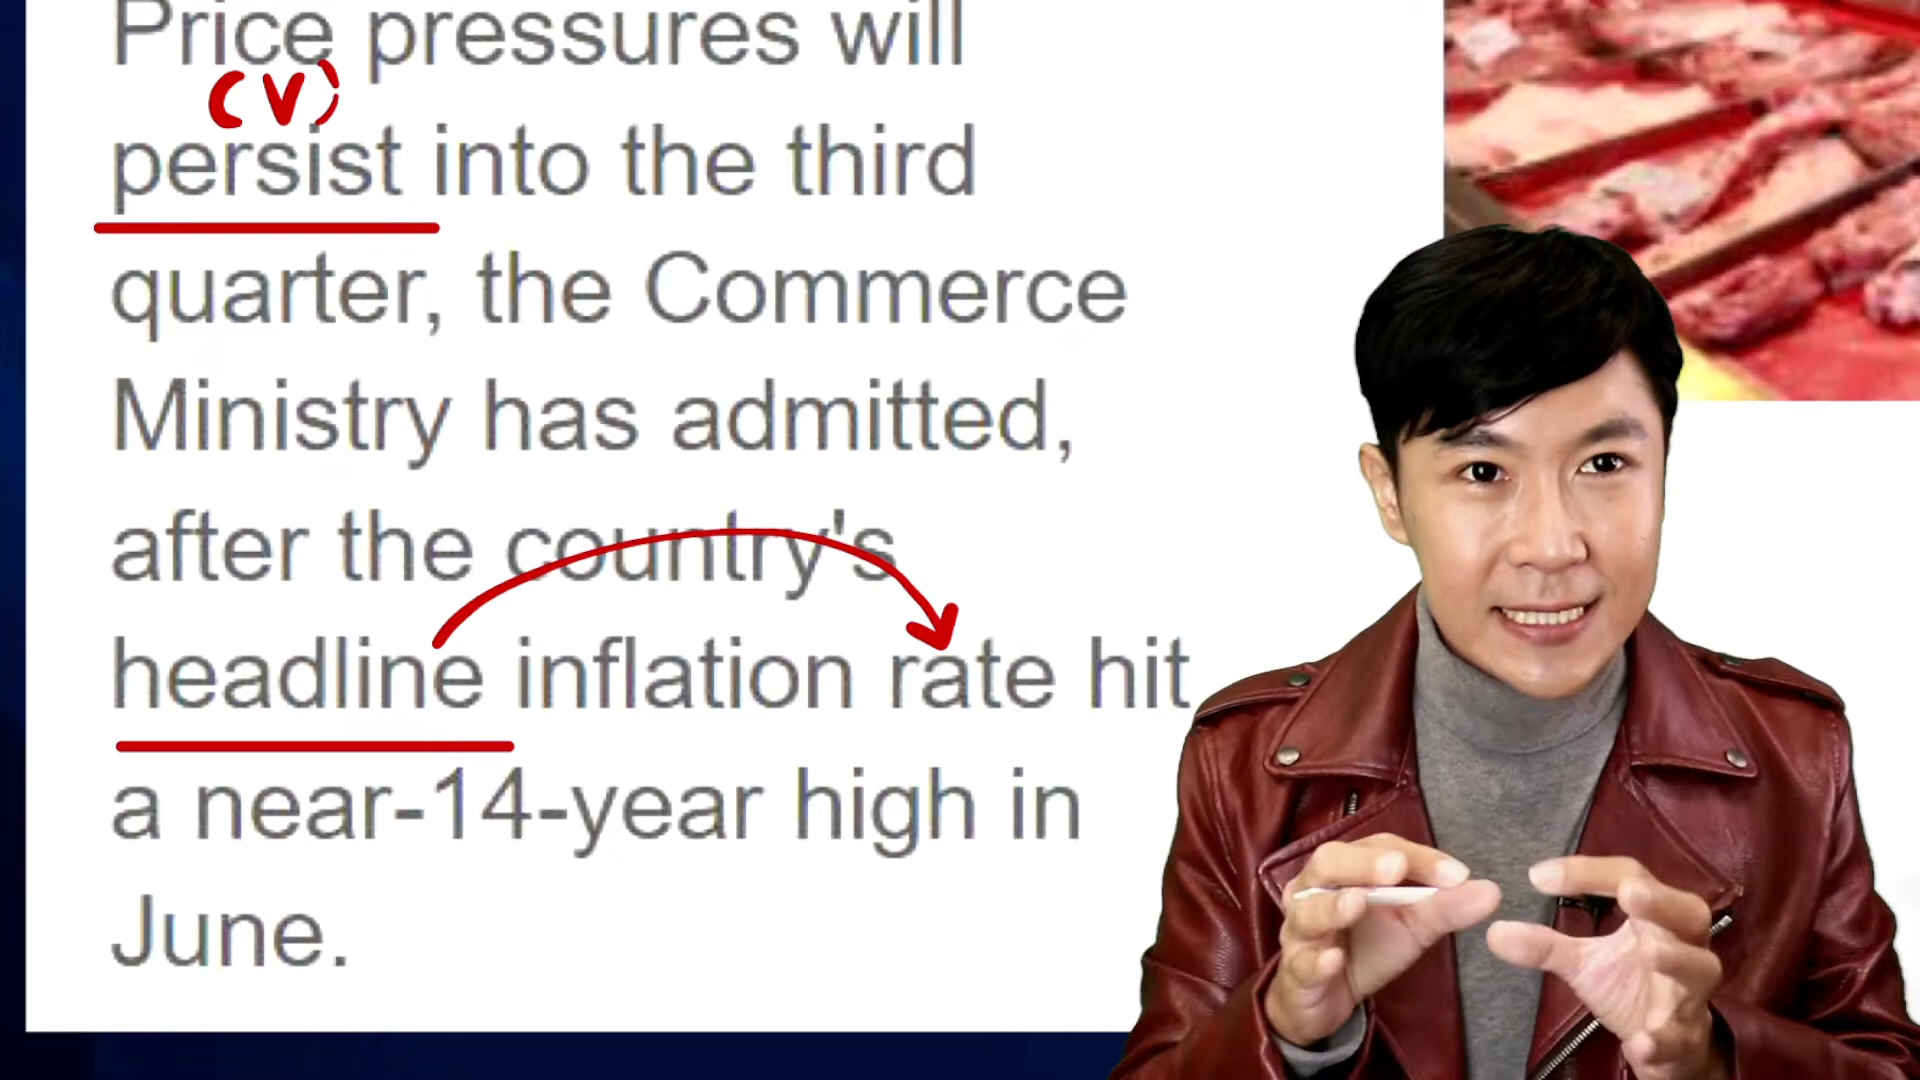 Price pressures will
(V)
persist into the third
quarter, the Commerce
Ministry has admitted,
after the country's
headline inflation rate hit
a near-14-year high in
June.